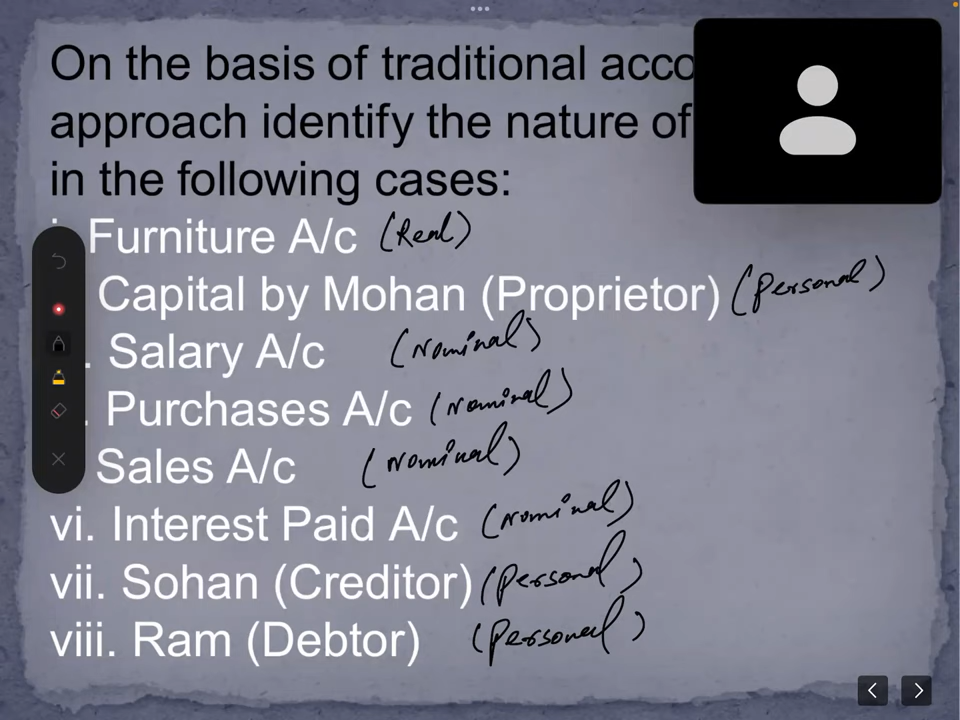 On the basis of traditional acco
approach identify the nature of
in the following cases:
Furniture A/c (Real)
Capital by Mohan (Proprietor) (Personal)
. Salary A/c (Nominal)
. Purchases A/c (Nominal)
Sales A/c (Nominal)
vi. Interest Paid A/c (Nominal)
vii. Sohan (Creditor) (Personal)
viii. Ram (Debtor) (Personal)